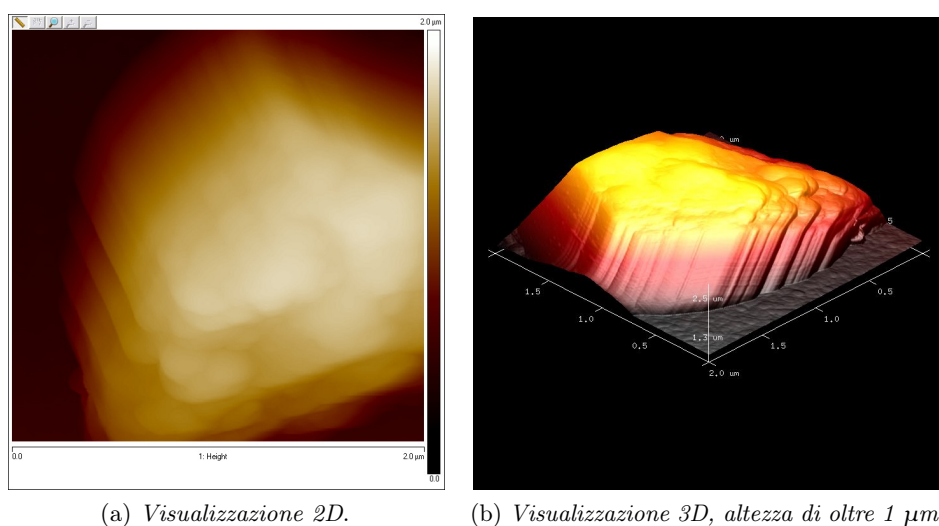 2.0 µm
0.0
1: Height
2.0 µm
0.0
um
5
0.5
1.0
1.5
2.0 um
1.5
1.0
0.5
2.5 um
1.3 um
(a) Visualizzazione 2D.
(b) Visualizzazione 3D, altezza di oltre 1 µm